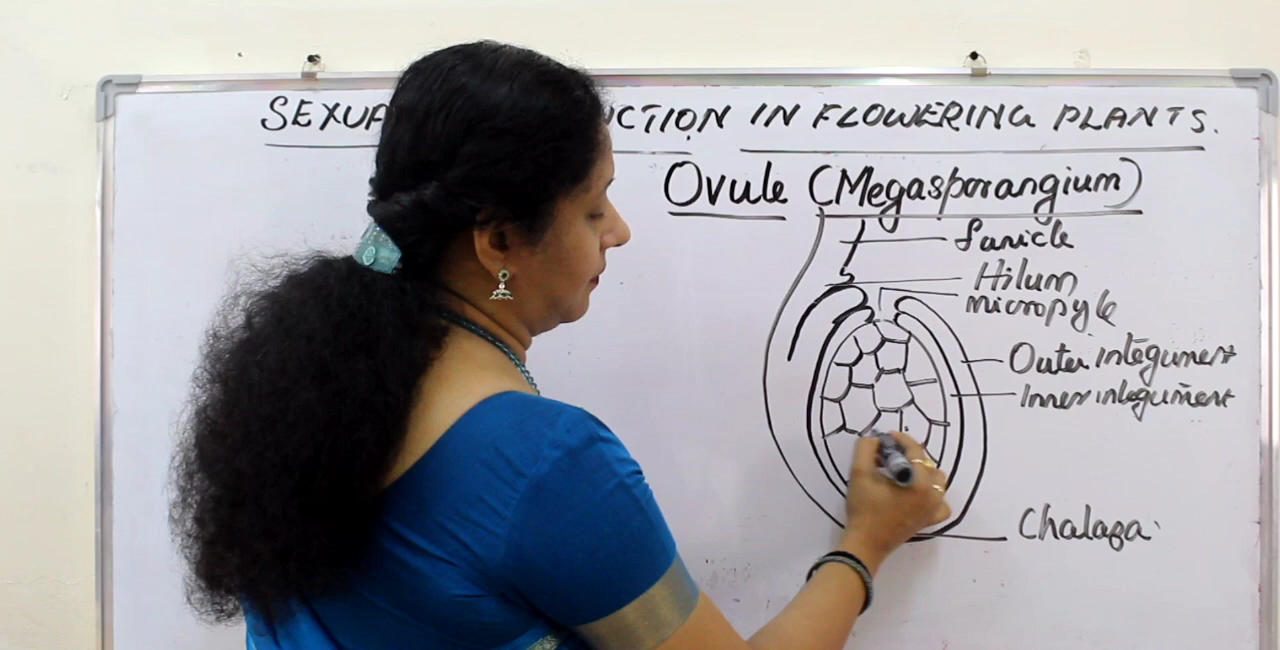 SEXUA UCTION IN FLOWERING PLANTS.
Ovule (Megasporangium)
funicle
Hilum
micropyle
Outer integument
Inner integument
Chalaza